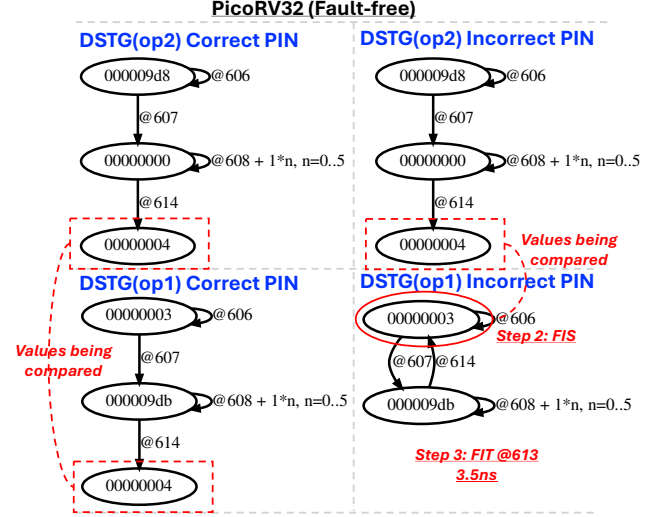 PicoRV32 (Fault-free)
DSTG(op2) Correct PIN
000009d8
@606
@607
00000000
@608 + 1*n, n=0..5
@614
00000004
DSTG(op2) Incorrect PIN
000009d8
@606
@607
00000000
@608 + 1*n, n=0..5
@614
00000004
Values being
compared
DSTG(op1) Correct PIN
00000003
@606
Values being
compared
@607
000009db
@608 + 1*n, n=0..5
@614
00000004
DSTG(op1) Incorrect PIN
00000003
@606
Step 2: FIS
@607
@614
000009db
@608 + 1*n, n=0..5
Step 3: FIT @613
3.5ns